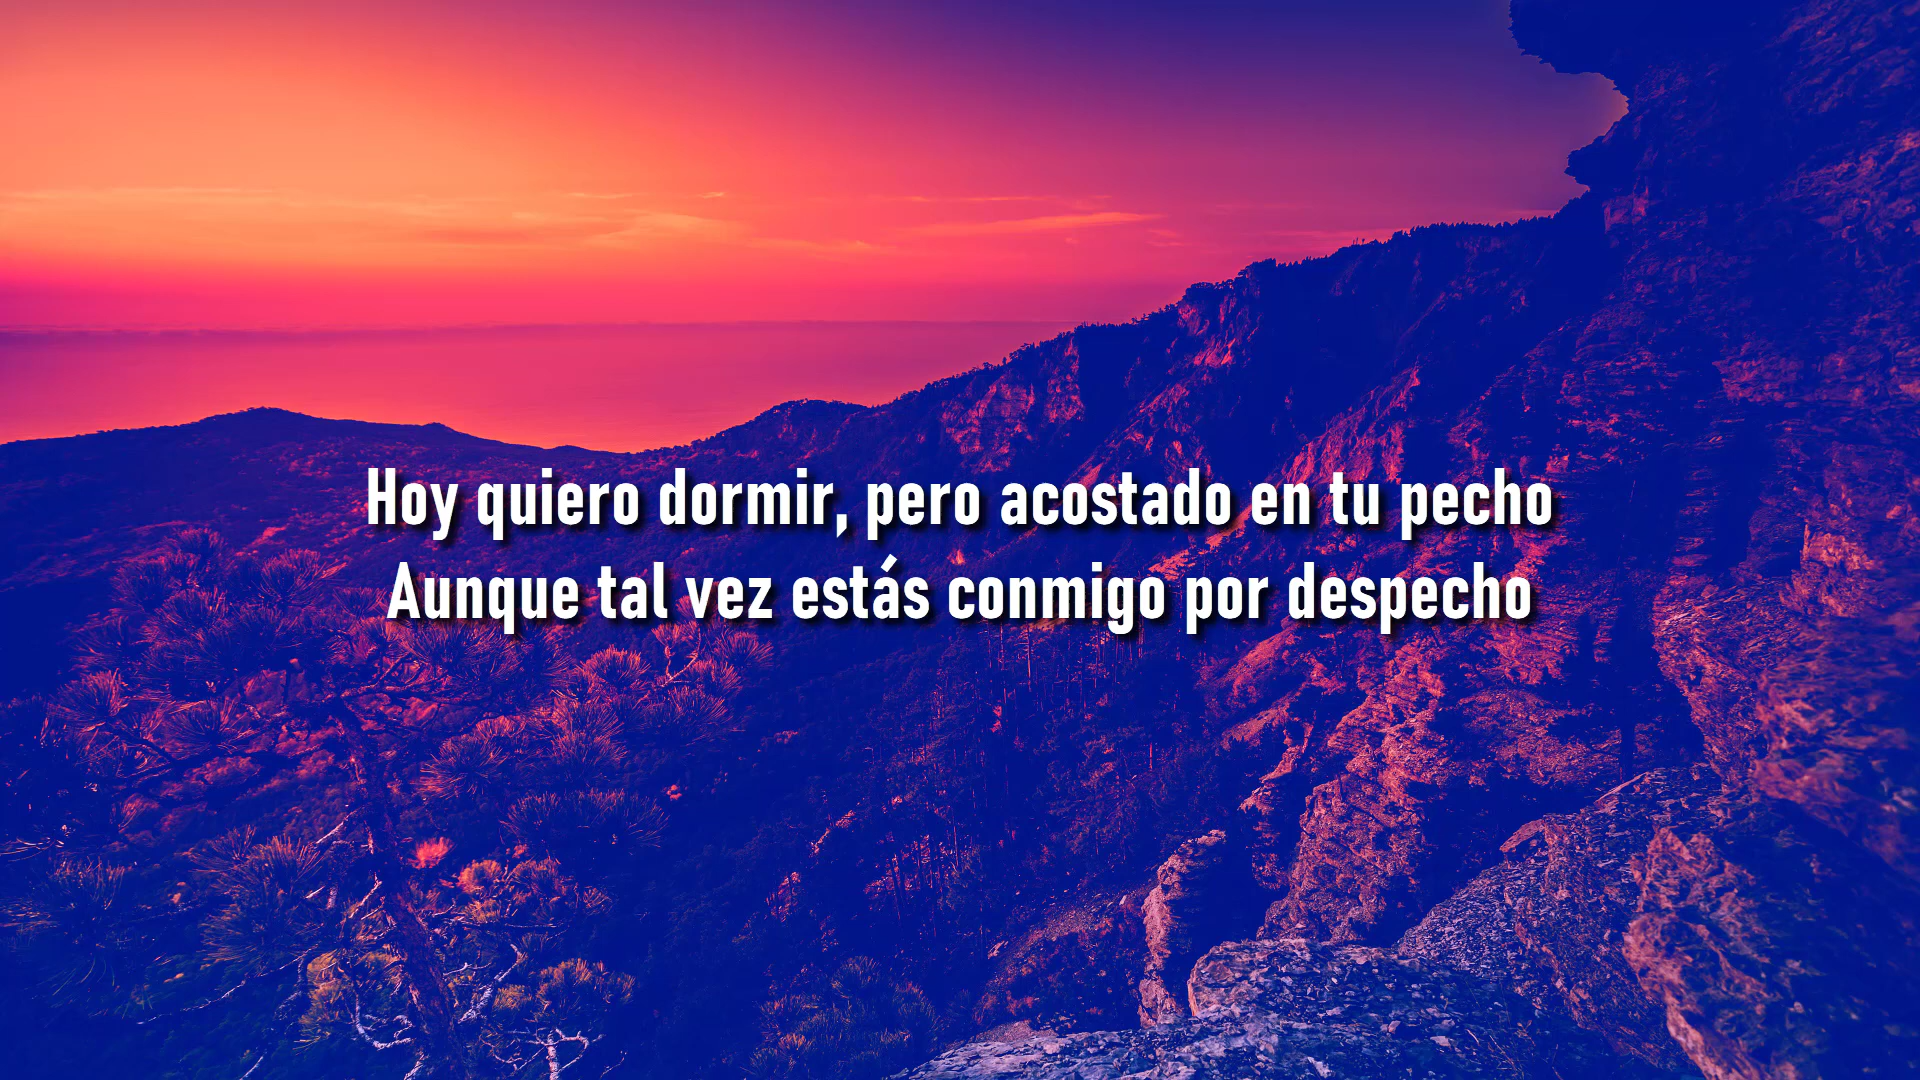 Hoy quiero dormir, pero acostado en tu pecho
Aunque tal vez estás conmigo por despecho